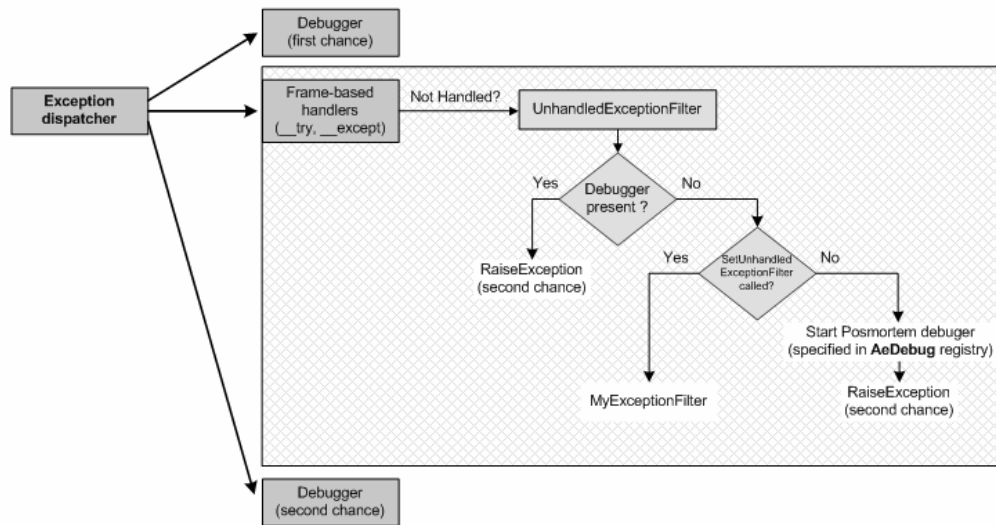 Debugger
(first chance)
Exception
dispatcher
Frame-based
handlers
(__try, __except)
Not Handled?
UnhandledExceptionFilter
Debugger
present ?
Yes
No
RaiseException
(second chance)
SetUnhandled
ExceptionFilter
called?
Yes
No
MyExceptionFilter
Start Posmortem debuger
(specified in AeDebug registry)
RaiseException
(second chance)
Debugger
(second chance)